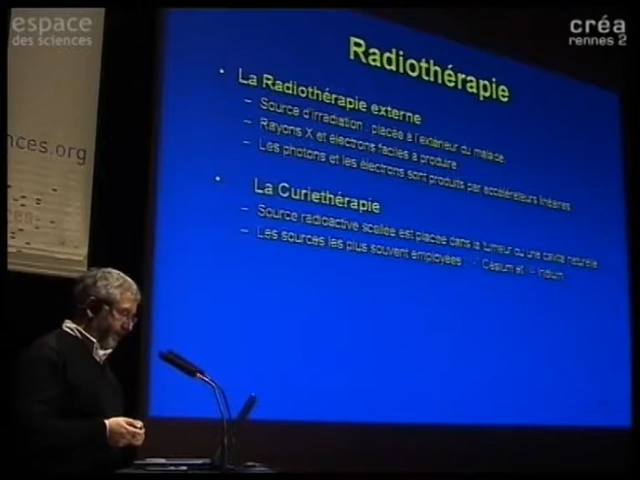 espace
des sciences
créa
rennes 2
nces.org
Radiothérapie
• La Radiothérapie externe
– Source d'irradiation : placée à l'extérieur du malade.
– Rayons X et électrons faciles à produire
– Les photons et les électrons sont produits par accélérateurs linéaires
• La Curiethérapie
– Source radioactive scellée est placée dans la tumeur ou une cavité naturelle
– Les sources les plus souvent employées : Césium et Iridium